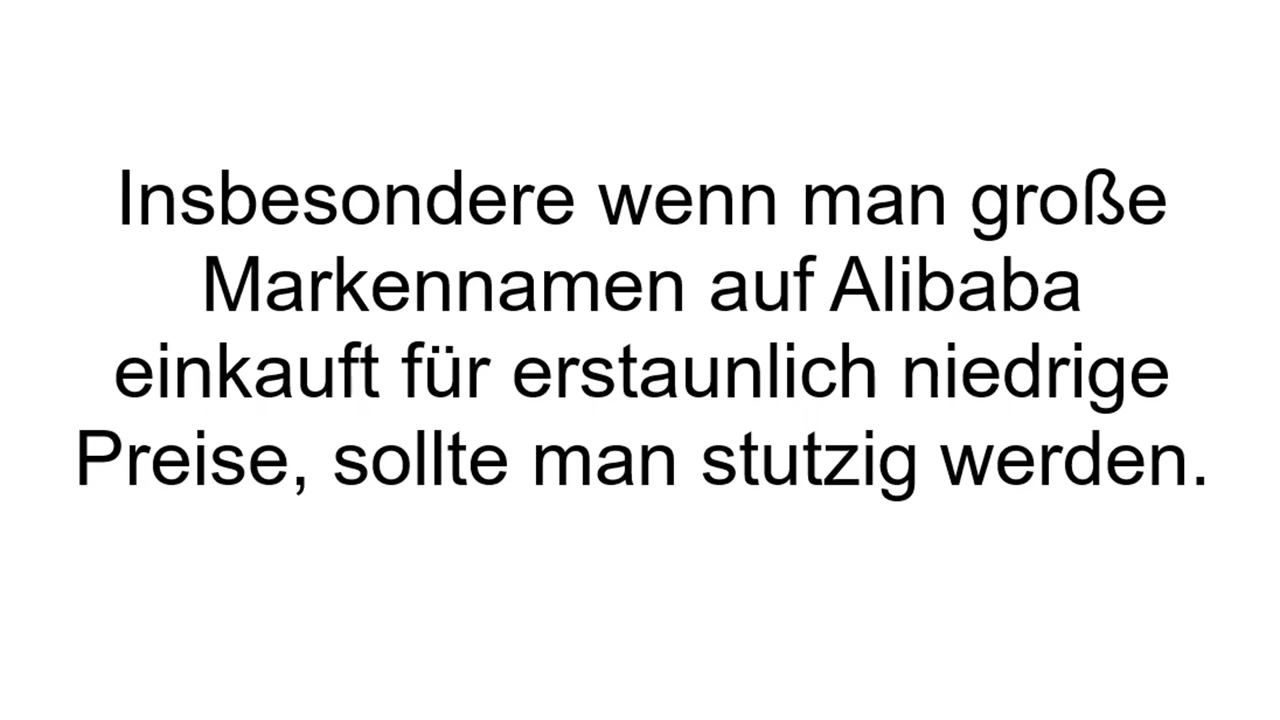 Insbesondere wenn man große
Markennamen auf Alibaba
einkauft für erstaunlich niedrige
Preise, sollte man stutzig werden.